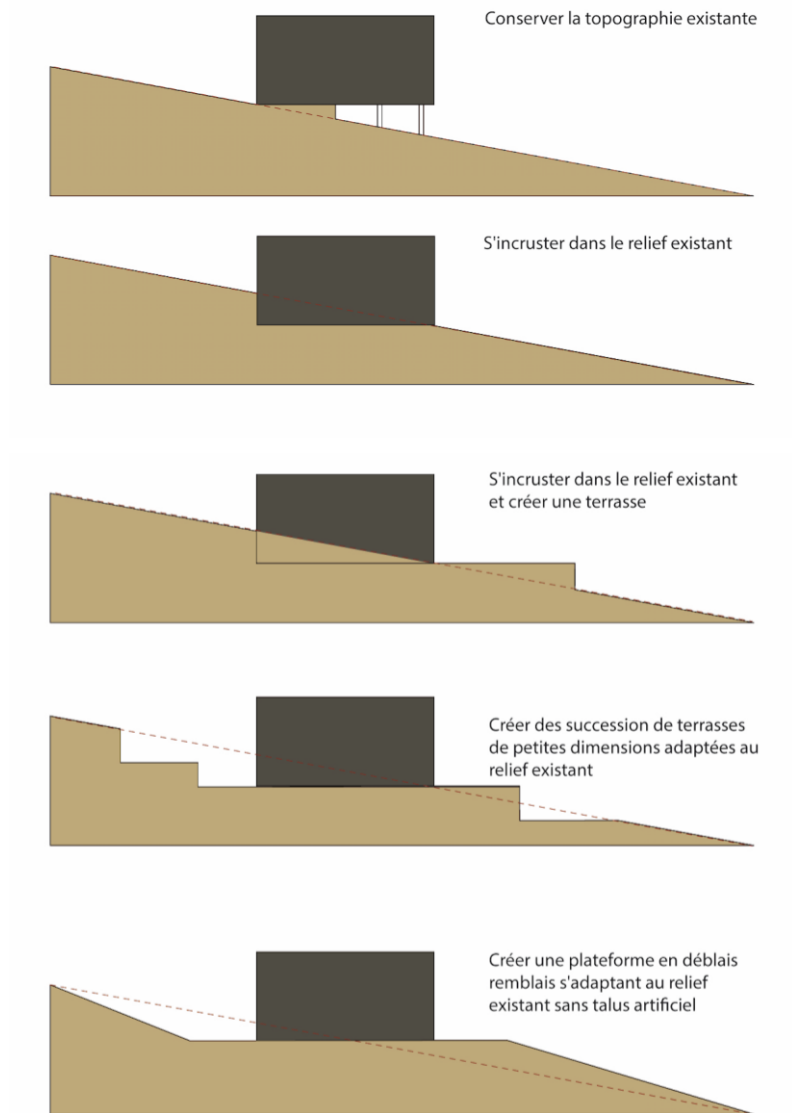 Conserver la topographie existante
S'incruster dans le relief existant
S'incruster dans le relief existant
et créer une terrasse
Créer des succession de terrasses
de petites dimensions adaptées au
relief existant
Créer une plateforme en déblais
remblais s'adaptant au relief
existant sans talus artificiel